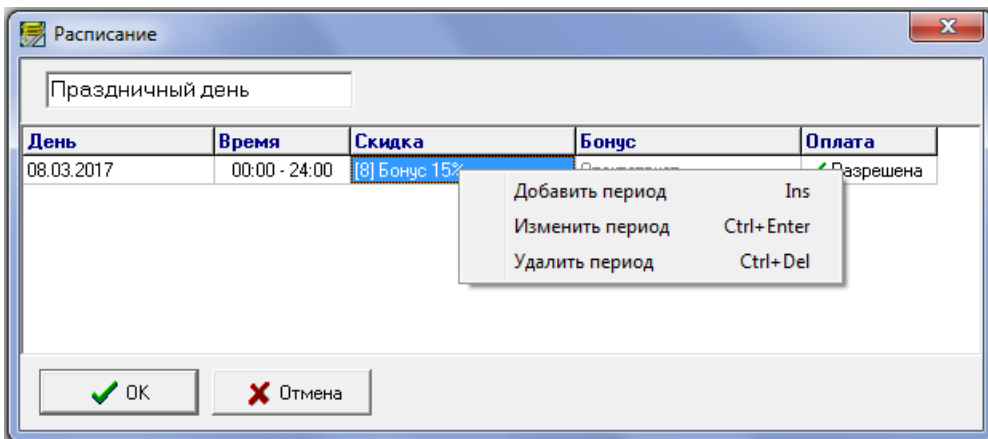 Расписание
Праздничный день
День Время Скидка Бонус Оплата
08.03.2017 00:00 - 24:00 [8] Бонус 15% Разрешена
Добавить период Ins
Изменить период Ctrl+Enter
Удалить период Ctrl+Del
OK Отмена